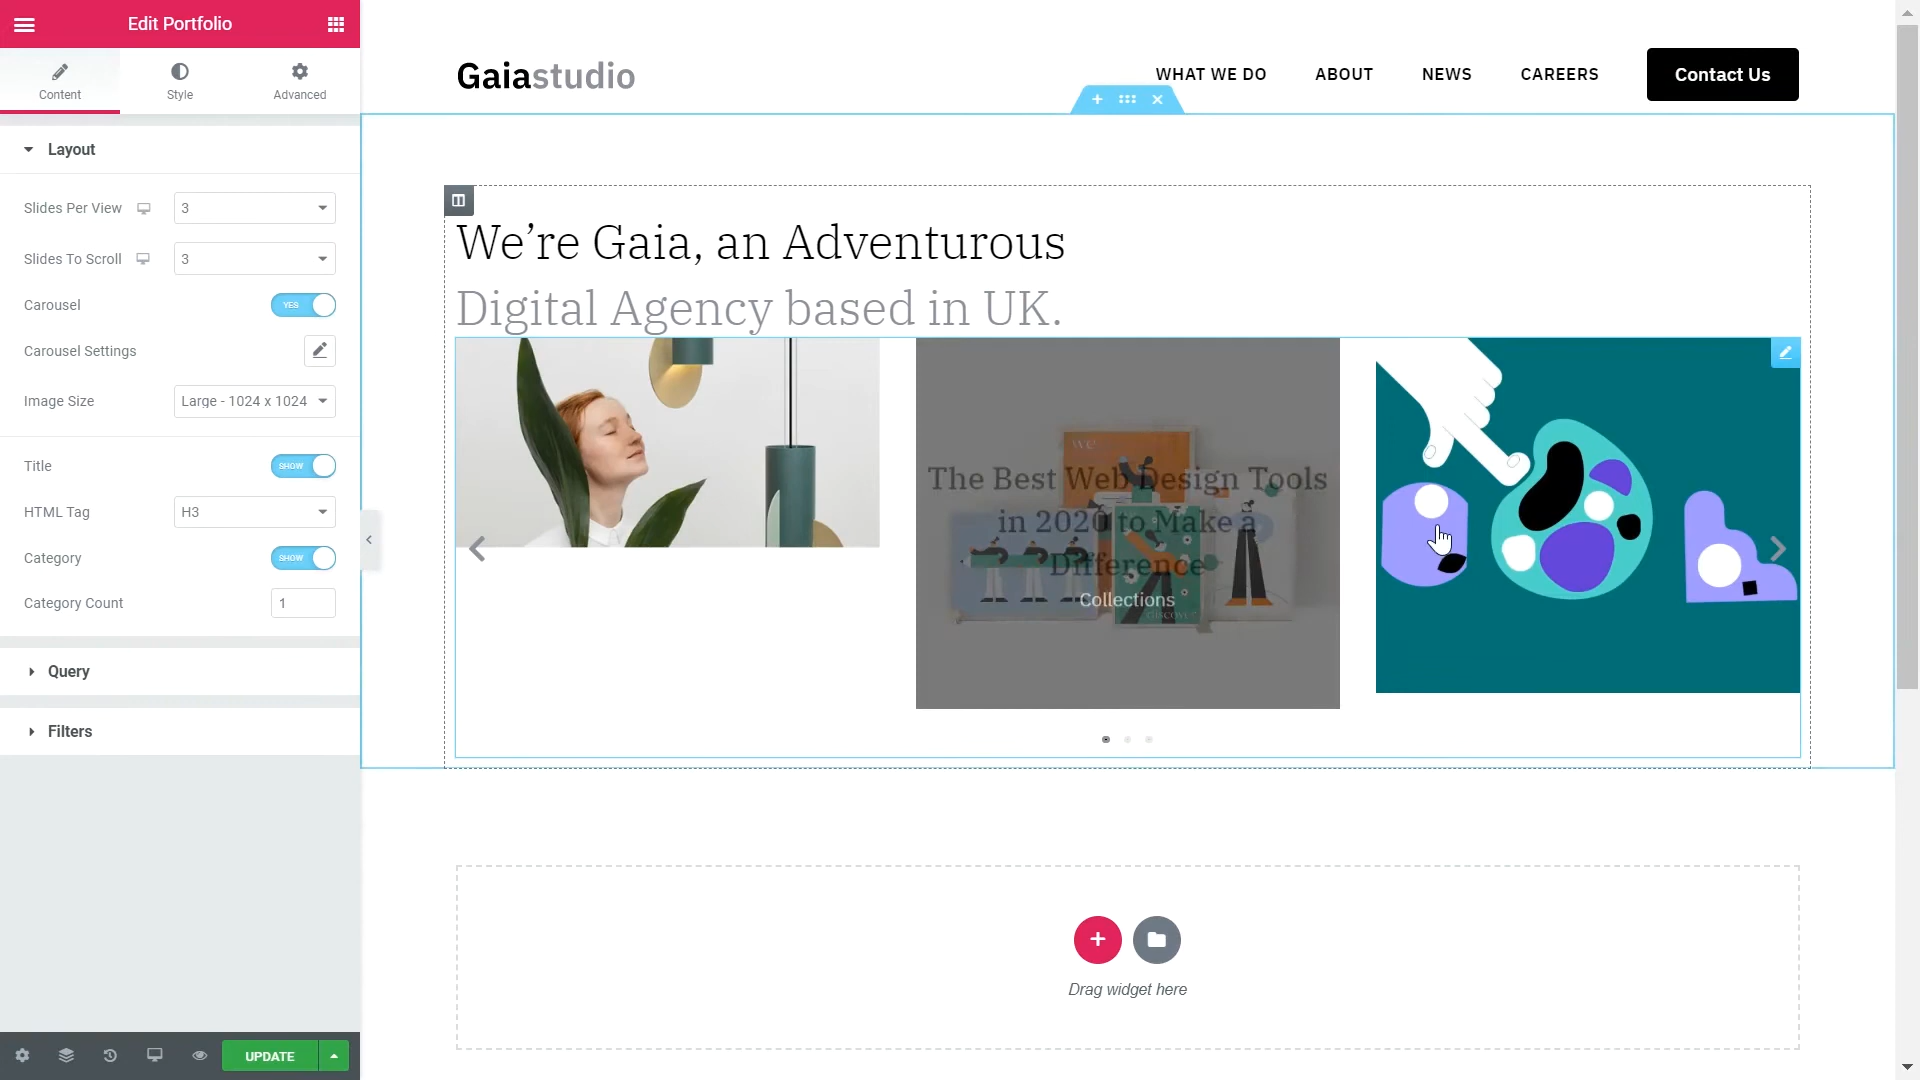 Edit Portfolio
Content
Style
Advanced
Layout
Slides Per View
3
Slides To Scroll
3
Carousel
YES
Carousel Settings
Image Size
Large - 1024 x 1024
Title
SHOW
HTML Tag
H3
Category
SHOW
Category Count
1
Query
Filters
UPDATE
Gaiastudio
WHAT WE DO
ABOUT
NEWS
CAREERS
Contact Us
We’re Gaia, an Adventurous
Digital Agency based in UK.
we
The Best Web Design Tools
in 2020 to Make a
Difference
Collections
discover
Drag widget here